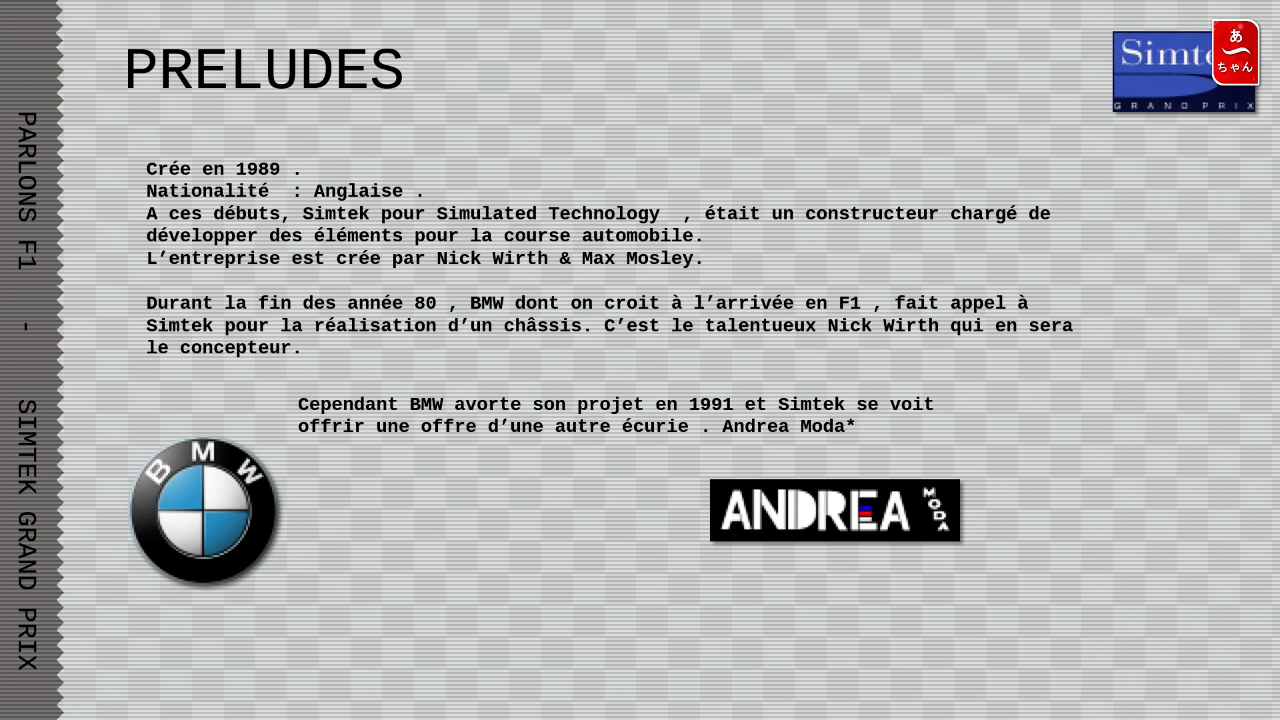 PRELUDES
Simte
あ
ちゃん
GRAND PRIX
PARLONS F1 - SIMTEK GRAND PRIX
Crée en 1989 .
Nationalité  : Anglaise .
A ces débuts, Simtek pour Simulated Technology  , était un constructeur chargé de
développer des éléments pour la course automobile.
L’entreprise est crée par Nick Wirth & Max Mosley.
Durant la fin des année 80 , BMW dont on croit à l’arrivée en F1 , fait appel à
Simtek pour la réalisation d’un châssis. C’est le talentueux Nick Wirth qui en sera
le concepteur.
Cependant BMW avorte son projet en 1991 et Simtek se voit
offrir une offre d’une autre écurie . Andrea Moda*
BMW
ANDREA MODA